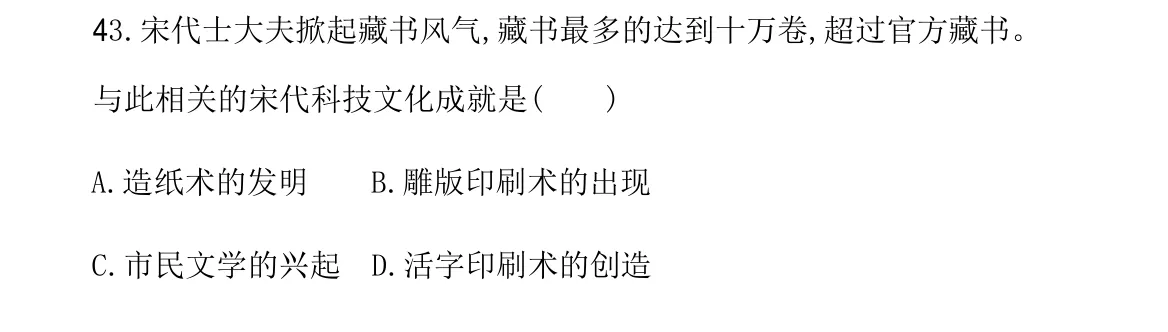 43.宋代士大夫掀起藏书风气,藏书最多的达到十万卷,超过官方藏书。
与此相关的宋代科技文化成就是(　　)
A.造纸术的发明　　B.雕版印刷术的出现
C.市民文学的兴起　D.活字印刷术的创造